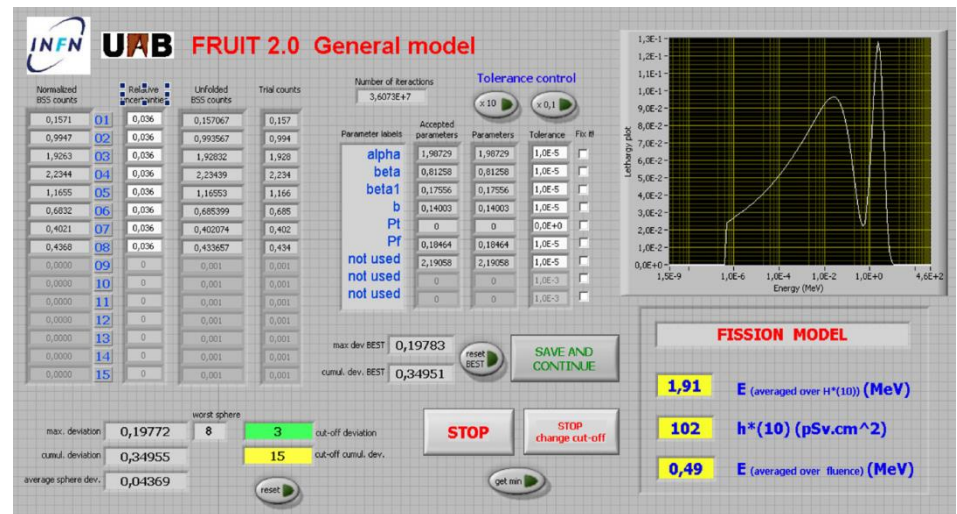 INFN UAB FRUIT 2.0 General model
Normalized BSS counts
Relative uncertainties
Unfolded BSS counts
Trial counts
0,1571 01 0,036 0,157067 0,157
0,9947 02 0,036 0,993567 0,994
1,9263 03 0,036 1,92832 1,928
2,2344 04 0,036 2,23439 2,234
1,1655 05 0,036 1,16553 1,166
0,6832 06 0,036 0,685399 0,685
0,4021 07 0,036 0,402074 0,402
0,4368 08 0,036 0,433657 0,434
0,0000 09 0 0,001 0,001
0,0000 10 0 0,001 0,001
0,0000 11 0 0,001 0,001
0,0000 12 0 0,001 0,001
0,0000 13 0 0,001 0,001
0,0000 14 0 0,001 0,001
0,0000 15 0 0,001 0,001
Number of iteractions
3,6073E+7
Tolerance control
x 10
x 0,1
Parameter labels Accepted parameters Parameters Tolerance Fix it!
alpha 1,98729 1,98729 1,0E-5
beta 0,81258 0,81258 1,0E-5
beta1 0,17556 0,17556 1,0E-5
b 0,14003 0,14003 1,0E-5
Pt 0 0 0,0E+0
Pf 0,18464 0,18464 1,0E-5
not used 2,19058 2,19058 1,0E-5
not used 0 0 1,0E-3
not used 0 0 1,0E-3
max dev BEST 0,19783
cumul. dev. BEST 0,34951
reset BEST
SAVE AND CONTINUE
worst sphere
max. deviation 0,19772 8 3 cut-off deviation
cumul. deviation 0,34955 15 cut-off cumul. dev.
average sphere dev. 0,04369
reset
STOP
STOP change cut-off
get min
Lethargy plot
1,3E-1
1,2E-1
1,1E-1
1,0E-1
9,0E-2
8,0E-2
7,0E-2
6,0E-2
5,0E-2
4,0E-2
3,0E-2
2,0E-2
1,0E-2
0,0E+0
1,5E-9 1,0E-6 1,0E-4 1,0E-2 1,0E+0 4,6E+2
Energy (MeV)
FISSION MODEL
1,91 E (averaged over H*(10)) (MeV)
102 h*(10) (pSv.cm^2)
0,49 E (averaged over fluence) (MeV)